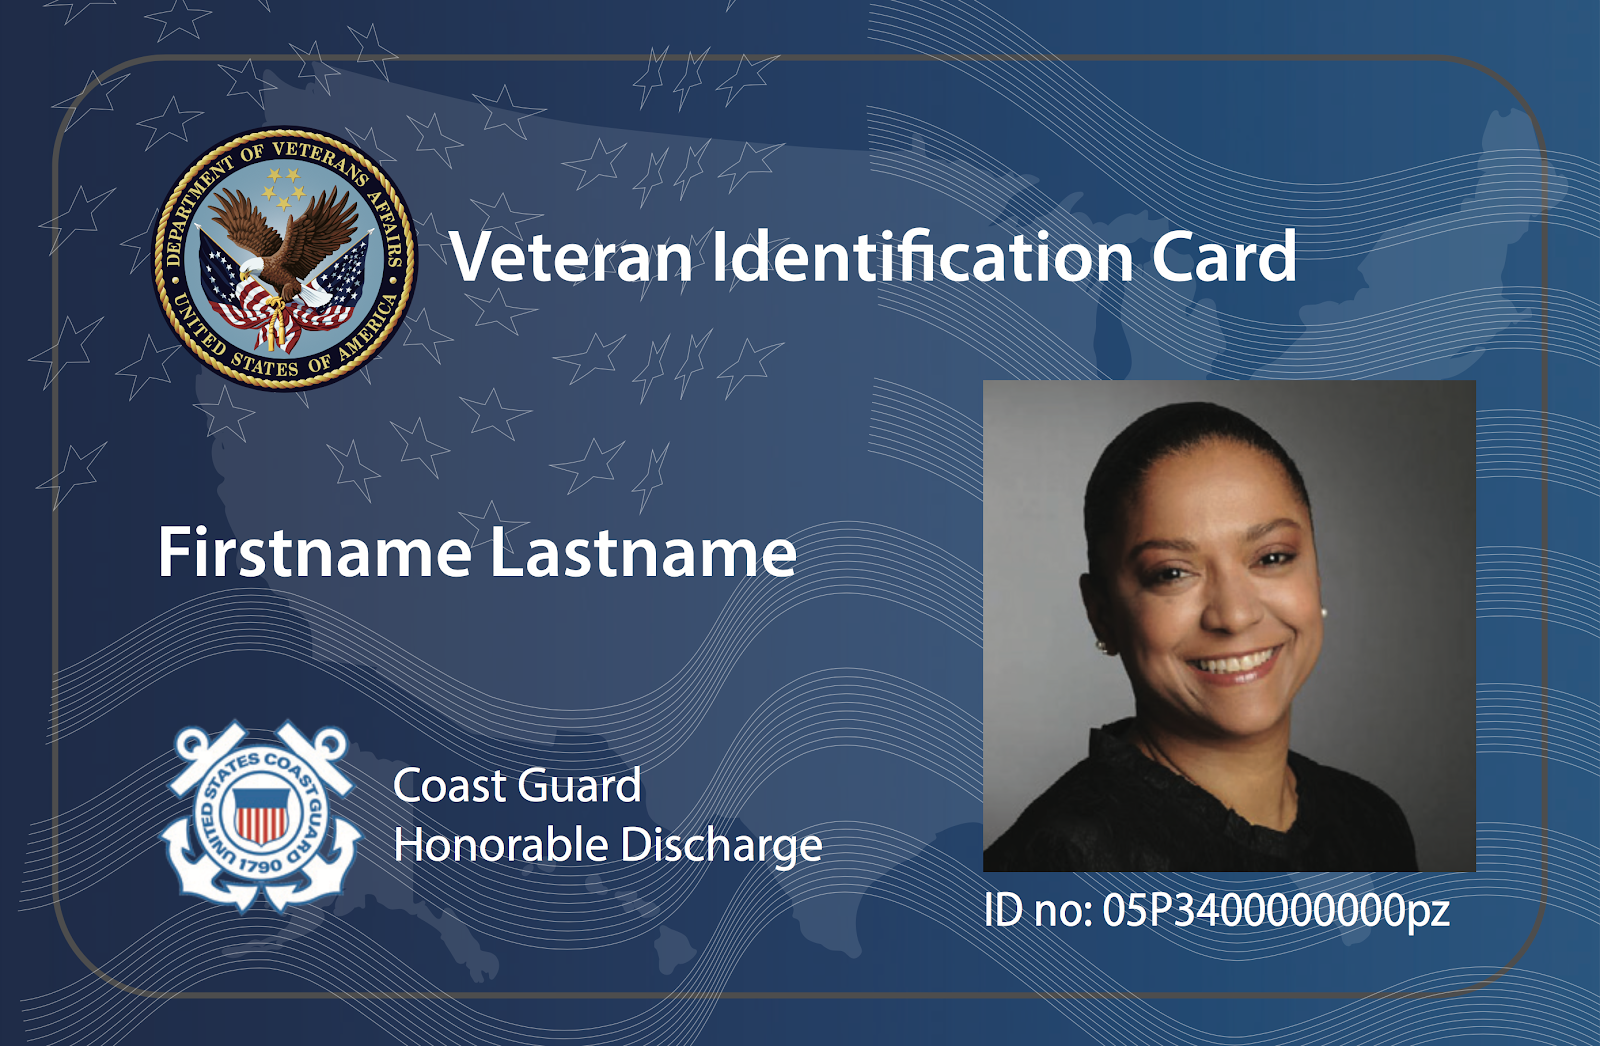 DEPARTMENT OF VETERANS AFFAIRS
UNITED STATES OF AMERICA
Veteran Identification Card
Firstname Lastname
UNITED STATES COAST GUARD
1790
Coast Guard
Honorable Discharge
ID no: 05P3400000000pz